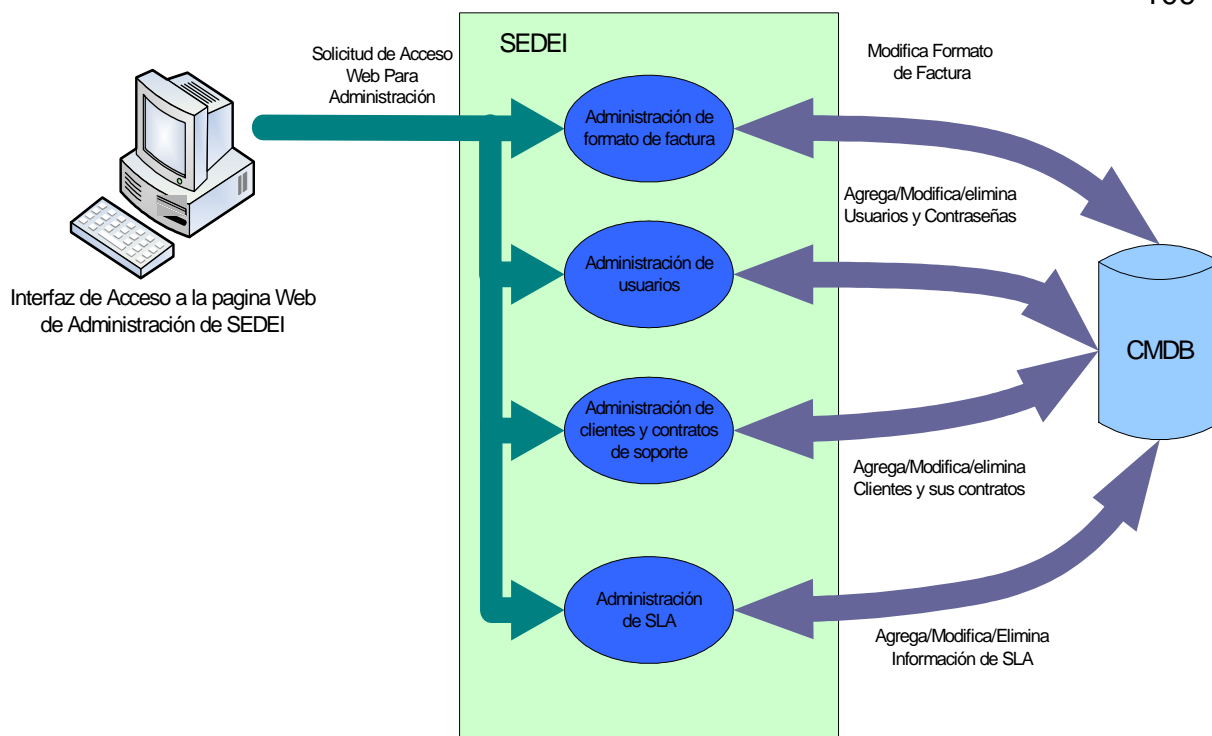 SEDEI
Solicitud de Acceso
Web Para
Administración
Modifica Formato
de Factura
Administración de
formato de factura
Agrega/Modifica/elimina
Usuarios y Contraseñas
Administración de
usuarios
Interfaz de Acceso a la pagina Web
de Administración de SEDEI
CMDB
Administración de
clientes y contratos
de soporte
Agrega/Modifica/elimina
Clientes y sus contratos
Administración
de SLA
Agrega/Modifica/Elimina
Información de SLA